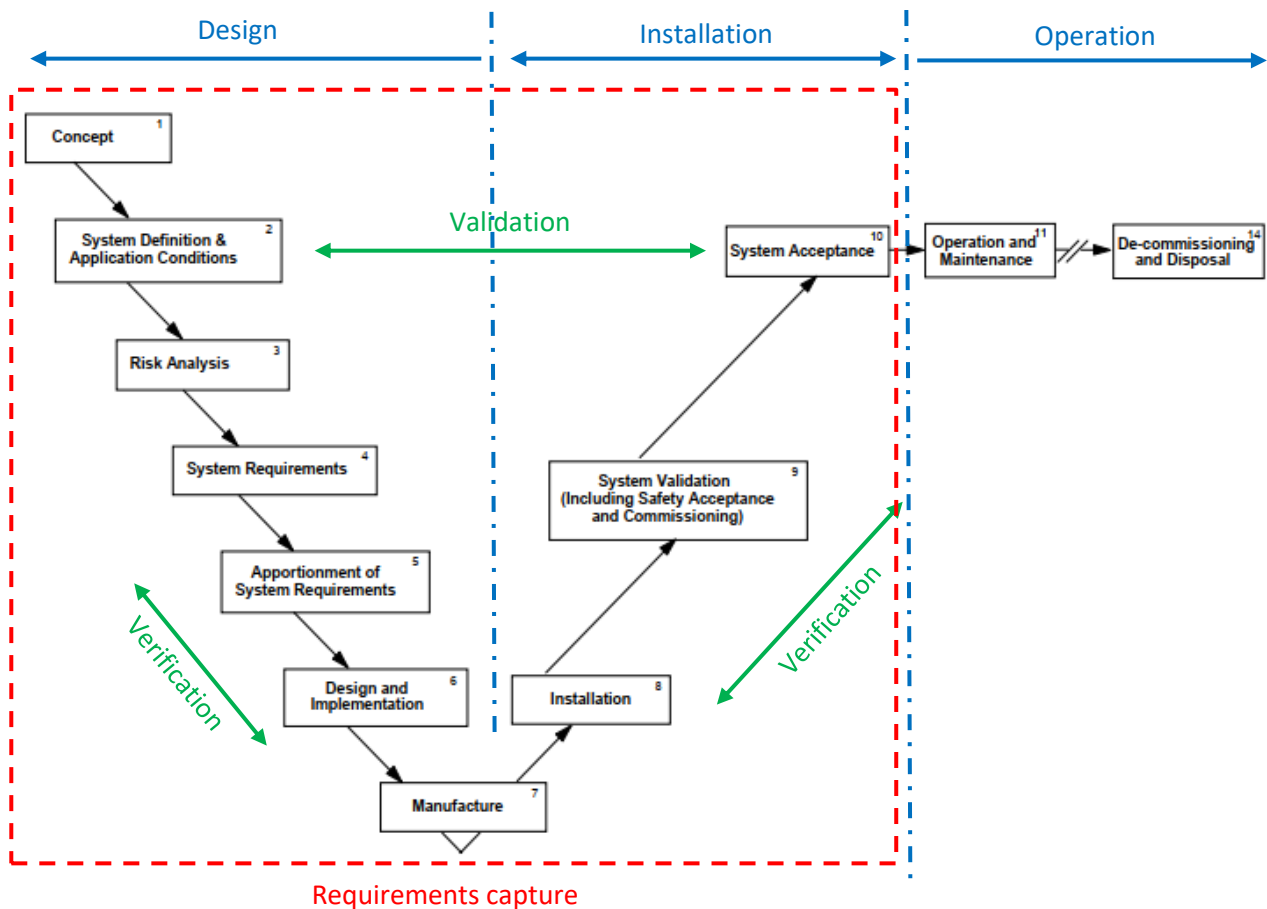 Design
Installation
Operation
Concept
1
System Definition &
Application Conditions
2
Validation
System Acceptance
10
Operation and
Maintenance
11
De-commissioning
and Disposal
14
Risk Analysis
3
System Requirements
4
System Validation
(Including Safety Acceptance
and Commissioning)
9
Apportionment of
System Requirements
5
Verification
Verification
Design and
Implementation
6
Installation
8
Manufacture
7
Requirements capture